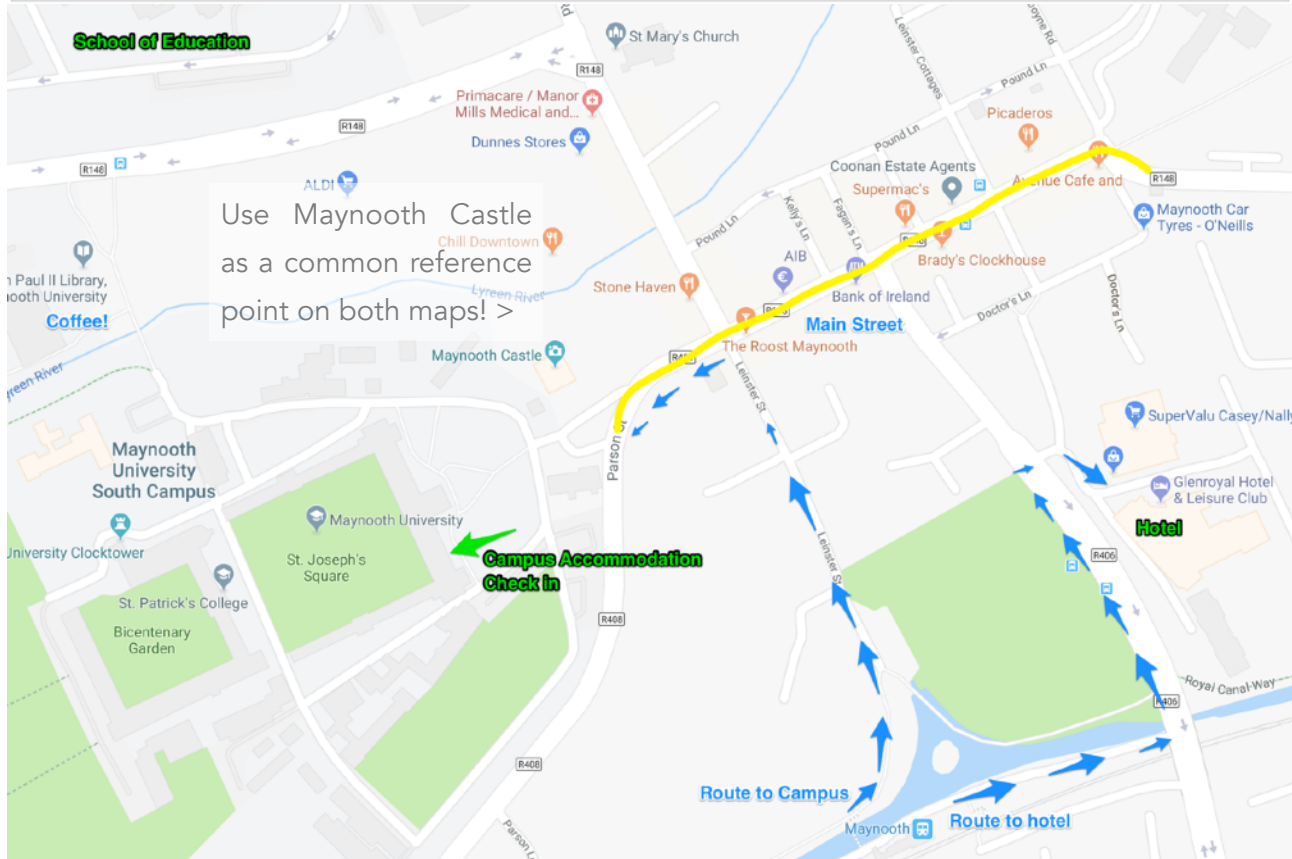 School of Education
Rd
St Mary's Church
Leinster Cottages
oyne Rd
R148
Pound Ln
Primacare / Manor
Mills Medical and...
Picaderos
R148
Dunnes Stores
Pound Ln
R148
Coonan Estate Agents
ALDI
Supermac's
Avenue Cafe and
R148
Use Maynooth Castle
as a common reference
point on both maps! >
Kelly's Ln
Fagan's Ln
Maynooth Car
Tyres - O'Neills
Pound Ln
Chill Downtown
n Paul II Library,
nooth University
Coffee!
AIB
Brady's Clockhouse
Stone Haven
Lyreen River
Bank of Ireland
Doctor's Ln
Doctor's Ln
Main Street
The Roost Maynooth
Maynooth Castle
Lyreen River
Leinster St
SuperValu Casey/Nally
Parson St
Maynooth
University
South Campus
Glenroyal Hotel
& Leisure Club
Maynooth University
Hotel
University Clocktower
St. Joseph's
Square
Campus Accommodation
Check in
Leinster St
R406
St. Patrick's College
R408
Bicentenary
Garden
Royal Canal Way
R406
R408
Route to Campus
Maynooth
Route to hotel
Parson L